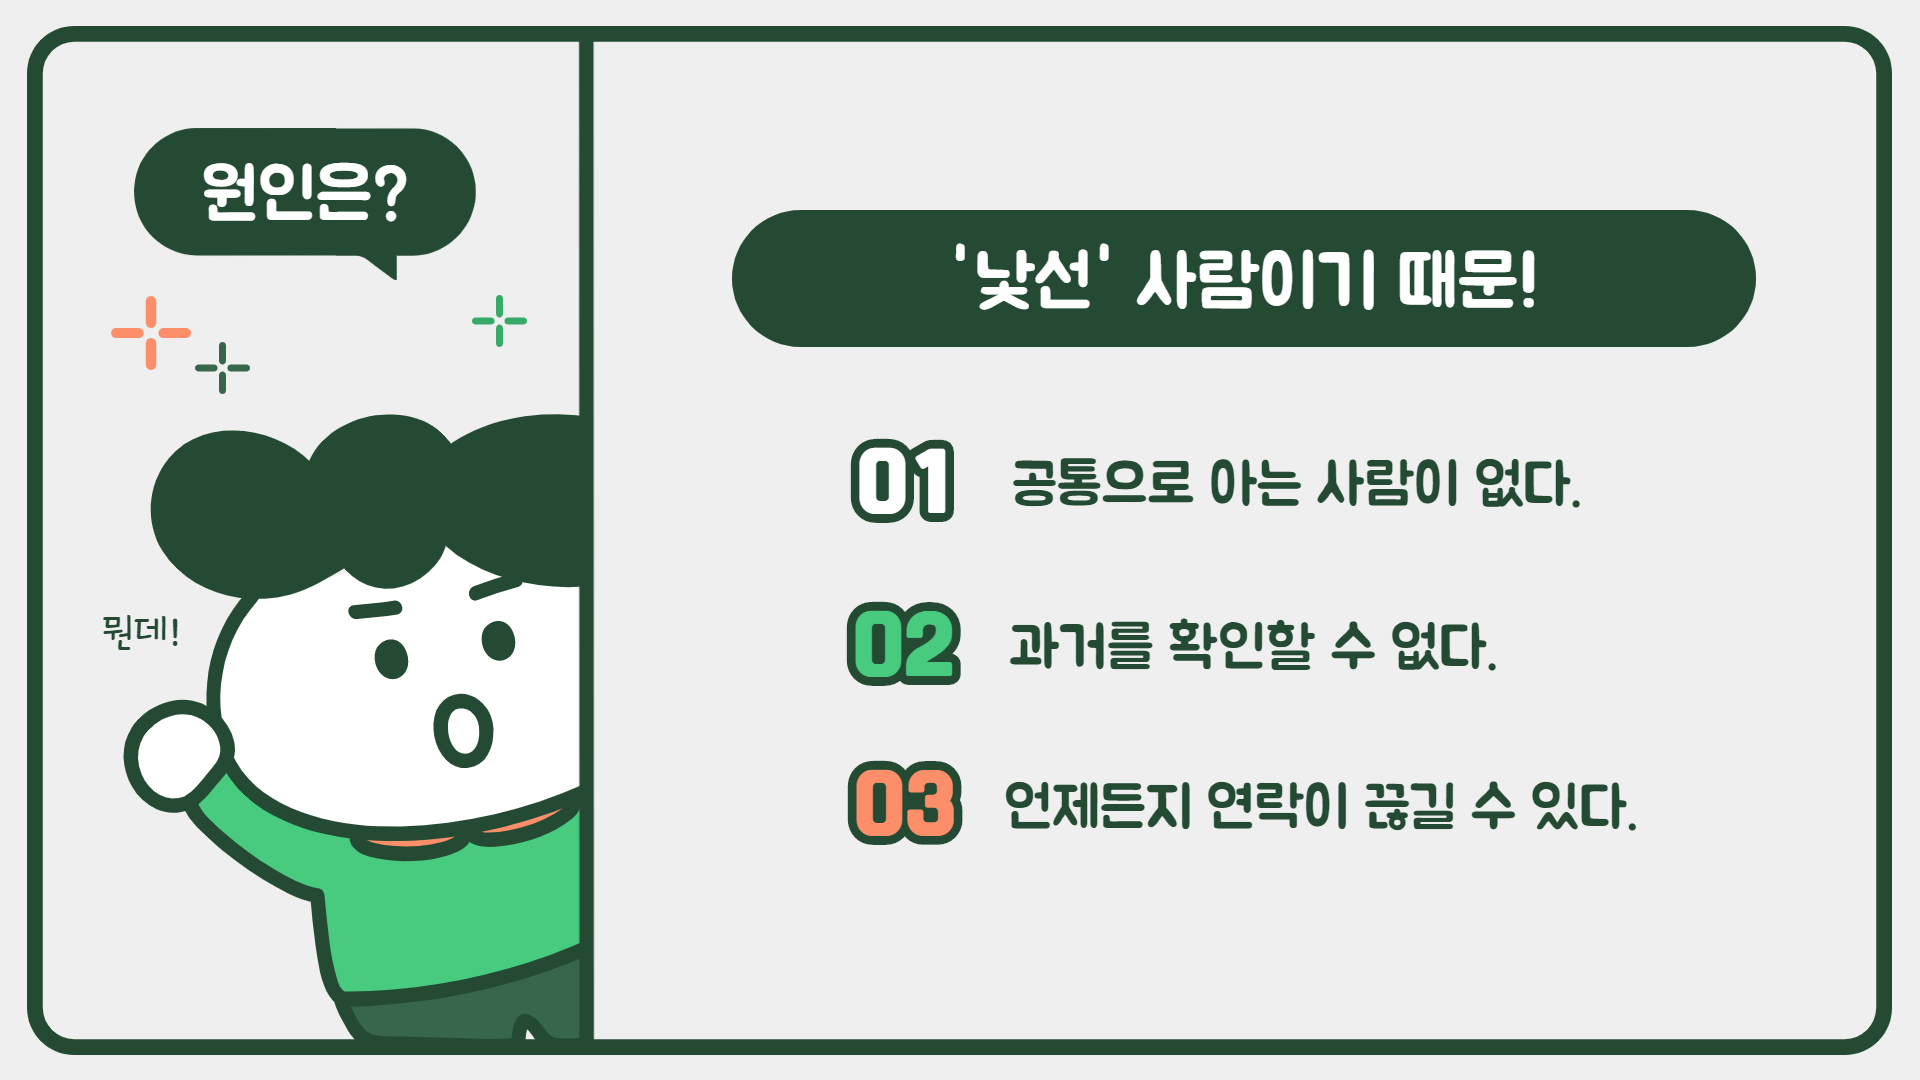 원인은?
뭔데!
'낯선' 사람이기 때문!
01 공통으로 아는 사람이 없다.
02 과거를 확인할 수 없다.
03 언제든지 연락이 끊길 수 있다.